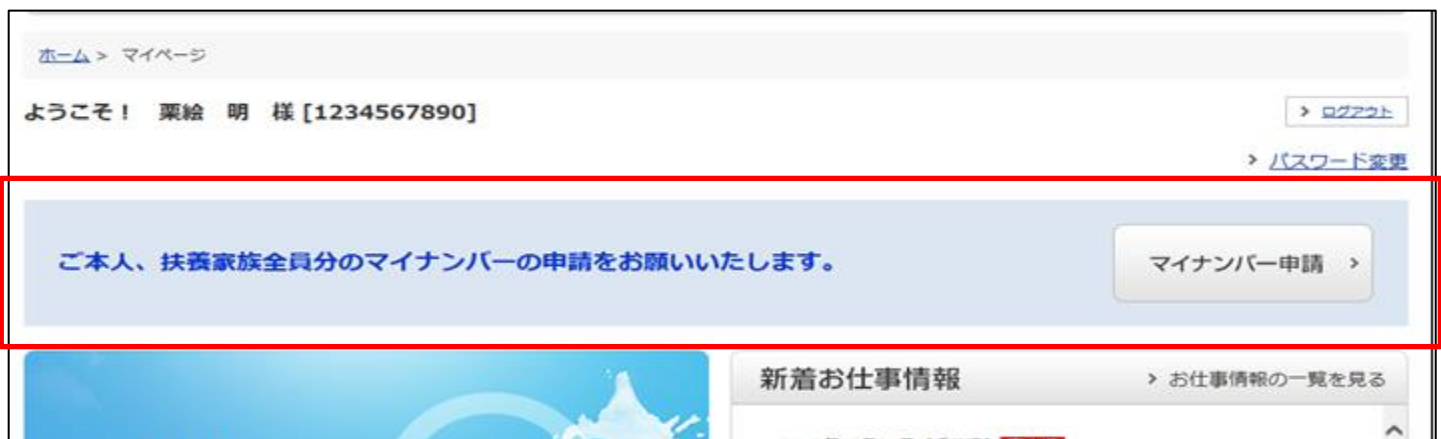 ホーム > マイページ
ようこそ！ 栗絵 明 様 [1234567890]
> ログアウト
> パスワード変更
ご本人、扶養家族全員分のマイナンバーの申請をお願いいたします。
マイナンバー申請 >
新着お仕事情報
> お仕事情報の一覧を見る